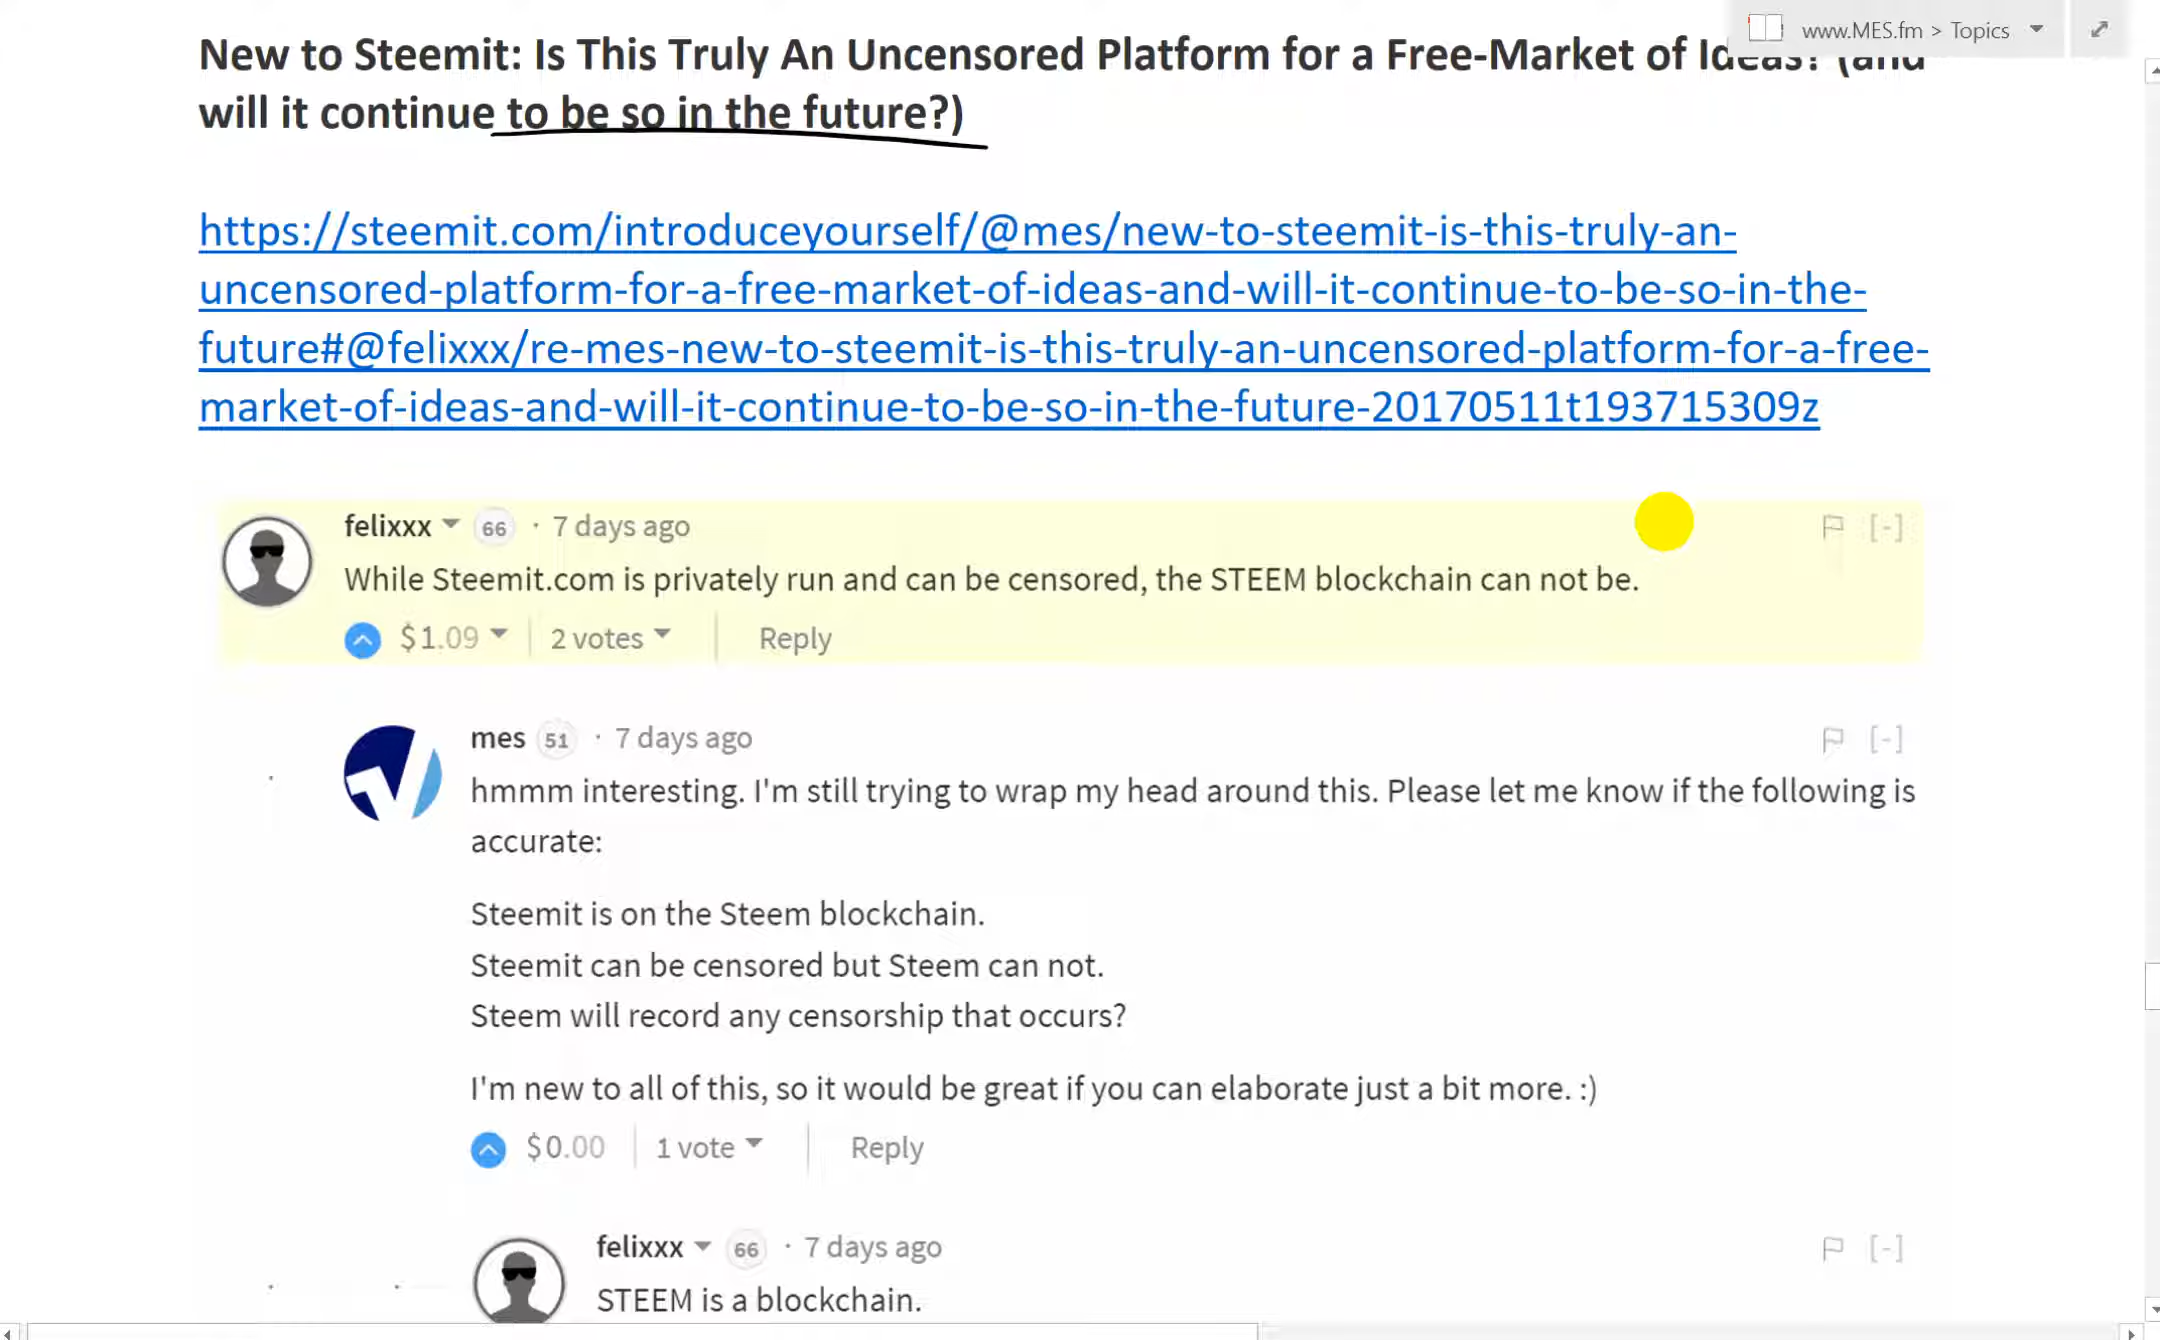 www.MES.fm > Topics
New to Steemit: Is This Truly An Uncensored Platform for a Free-Market of Ideas? (and
will it continue to be so in the future?)
https://steemit.com/introduceyourself/@mes/new-to-steemit-is-this-truly-an-
uncensored-platform-for-a-free-market-of-ideas-and-will-it-continue-to-be-so-in-the-
future#@felixxx/re-mes-new-to-steemit-is-this-truly-an-uncensored-platform-for-a-free-
market-of-ideas-and-will-it-continue-to-be-so-in-the-future-20170511t193715309z
felixxx 66 · 7 days ago [-]
While Steemit.com is privately run and can be censored, the STEEM blockchain can not be.
$1.09 2 votes Reply
mes 51 · 7 days ago [-]
hmmm interesting. I'm still trying to wrap my head around this. Please let me know if the following is
accurate:
Steemit is on the Steem blockchain.
Steemit can be censored but Steem can not.
Steem will record any censorship that occurs?
I'm new to all of this, so it would be great if you can elaborate just a bit more. :)
$0.00 1 vote Reply
felixxx 66 · 7 days ago [-]
STEEM is a blockchain.